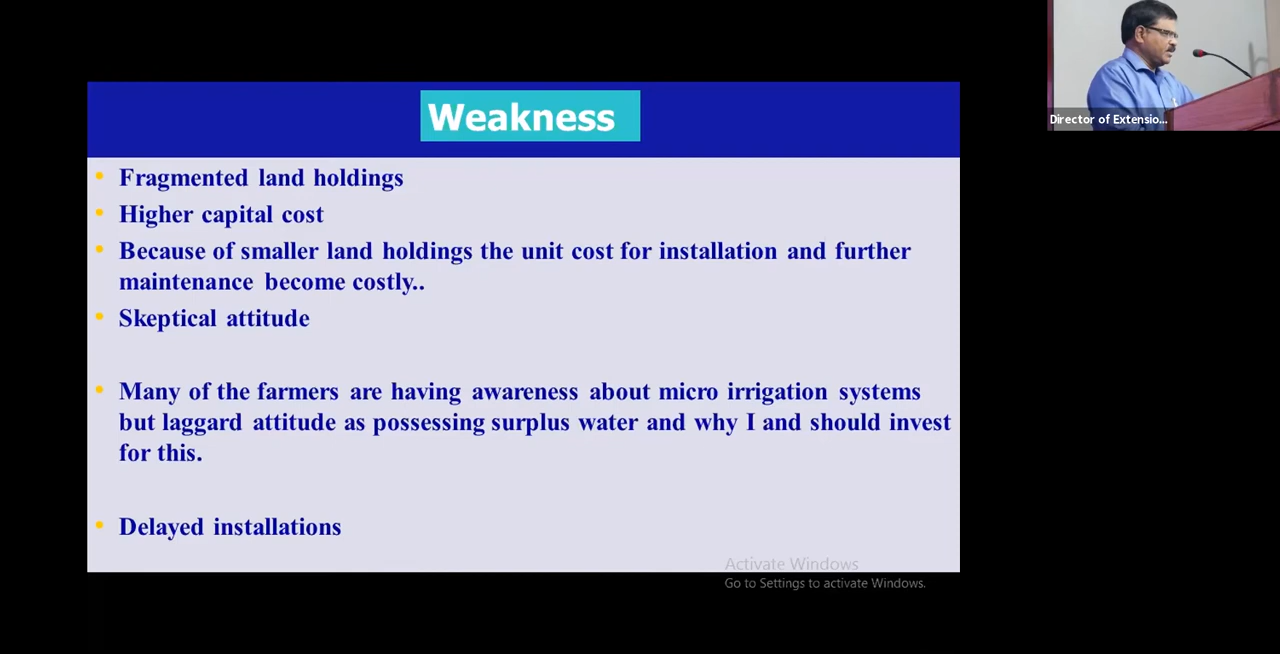 Director of Extensio...
Weakness
Fragmented land holdings
Higher capital cost
Because of smaller land holdings the unit cost for installation and further
maintenance become costly..
Skeptical attitude
Many of the farmers are having awareness about micro irrigation systems
but laggard attitude as possessing surplus water and why I and should invest
for this.
Delayed installations
Activate Windows
Go to Settings to activate Windows.